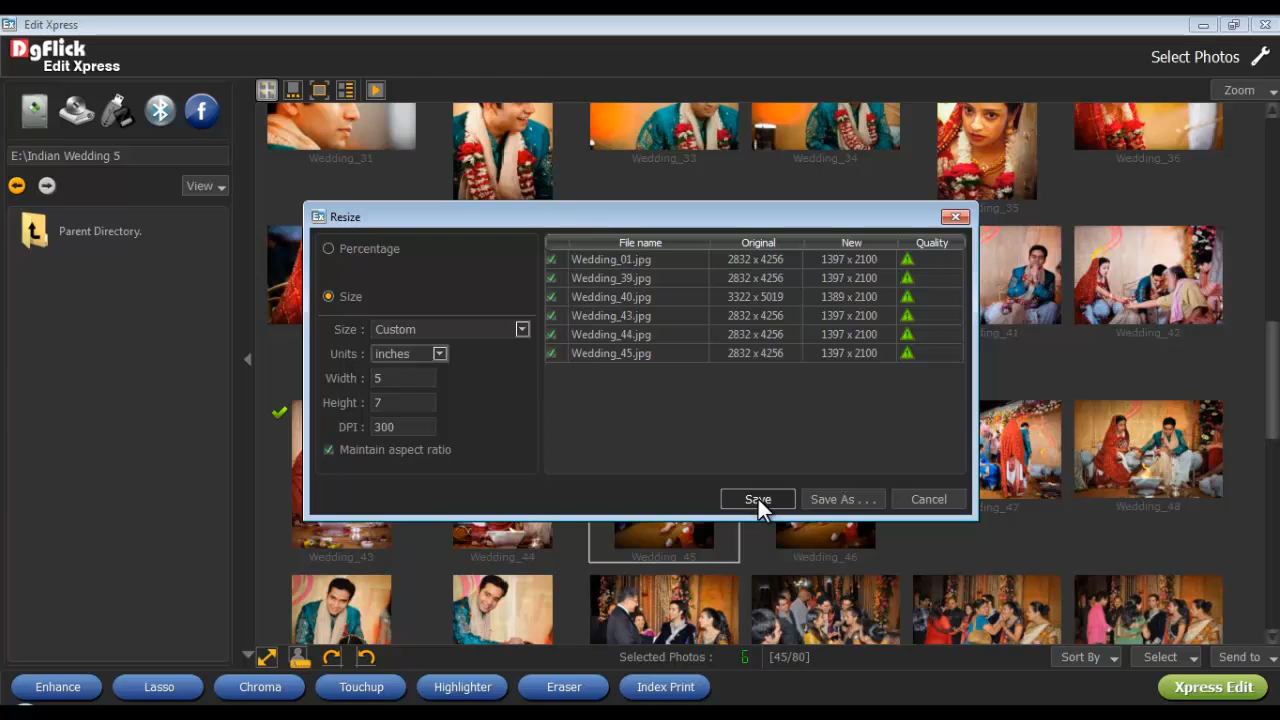 Edit Xpress
DgFlick
Edit Xpress
Select Photos
Zoom
E:\Indian Wedding 5
View
Parent Directory.
Wedding_31
Wedding_33
Wedding_34
Wedding_36
ng_35
Resize
Percentage
Size
Size :
Custom
Units :
inches
Width :
5
Height :
7
DPI :
300
Maintain aspect ratio
File name Original New Quality
Wedding_01.jpg 2832 x 4256 1397 x 2100
Wedding_39.jpg 2832 x 4256 1397 x 2100
Wedding_40.jpg 3322 x 5019 1389 x 2100
Wedding_43.jpg 2832 x 4256 1397 x 2100
Wedding_44.jpg 2832 x 4256 1397 x 2100
Wedding_45.jpg 2832 x 4256 1397 x 2100
Save
Save As . . .
Cancel
ng_41
Wedding_42
ng_47
Wedding_48
Wedding_43
Wedding_44
Wedding_45
Wedding_46
Selected Photos : 6 [45/80]
Sort By
Select
Send to
Enhance
Lasso
Chroma
Touchup
Highlighter
Eraser
Index Print
Xpress Edit